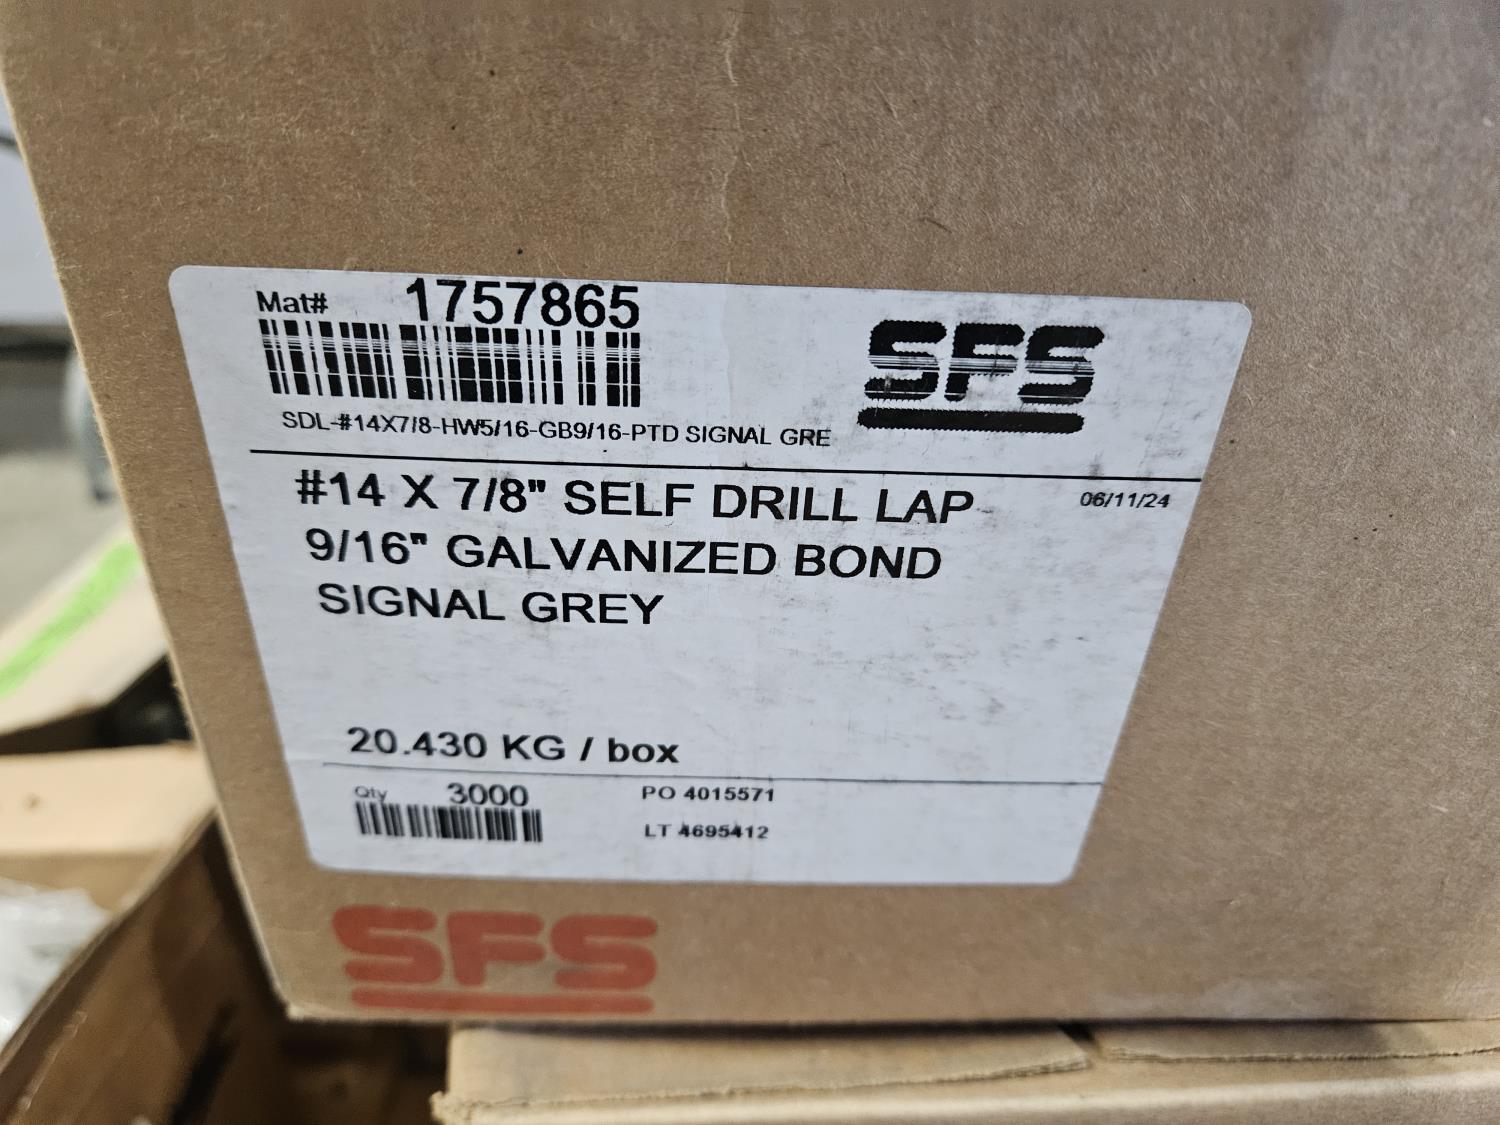 Mat# 1757865
SFS
SDL-#14X7/8-HW5/16-GB9/16-PTD SIGNAL GRE
#14 X 7/8" SELF DRILL LAP
06/11/24
9/16" GALVANIZED BOND
SIGNAL GREY
20.430 KG / box
Qty 3000
PO 4015571
LT 4695412
SFS